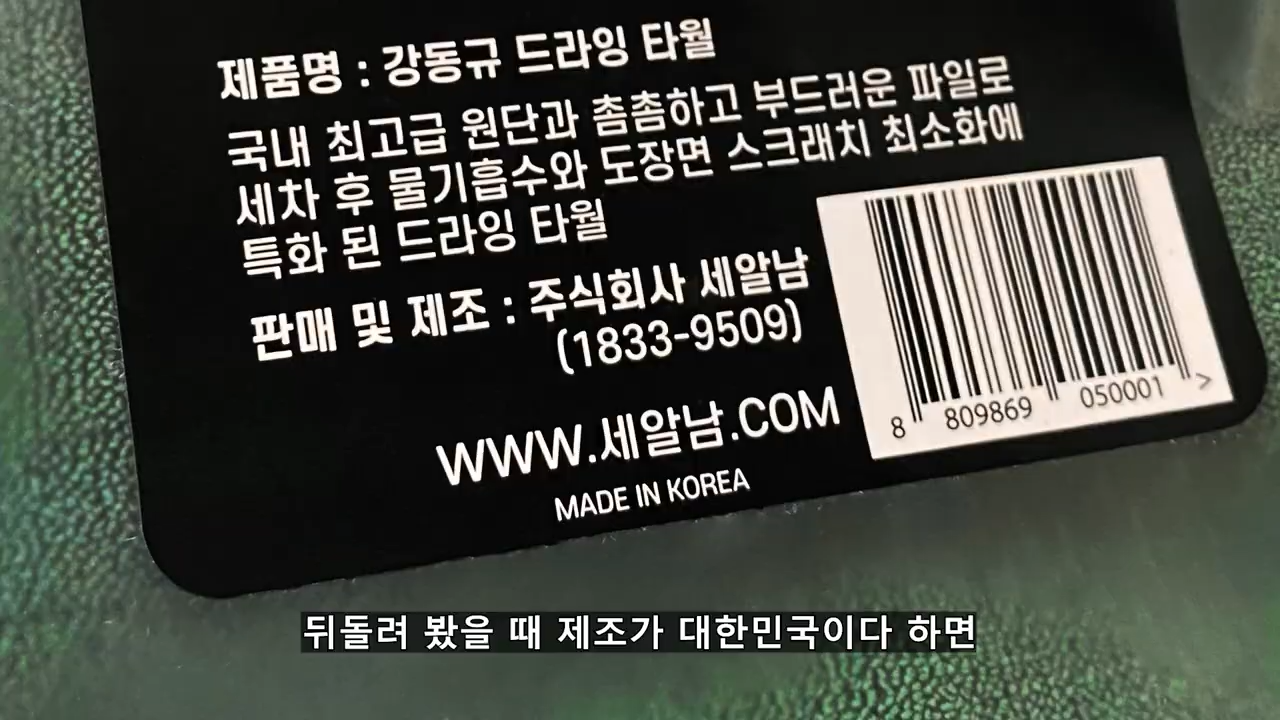 제품명 : 강동규 드라잉 타월
국내 최고급 원단과 촘촘하고 부드러운 파일로
세차 후 물기흡수와 도장면 스크래치 최소화에
특화 된 드라잉 타월
판매 및 제조 : 주식회사 세알남
(1833-9509)
WWW.세알남.COM
MADE IN KOREA
8 809869 050001 >
뒤돌려 봤을 때 제조가 대한민국이다 하면